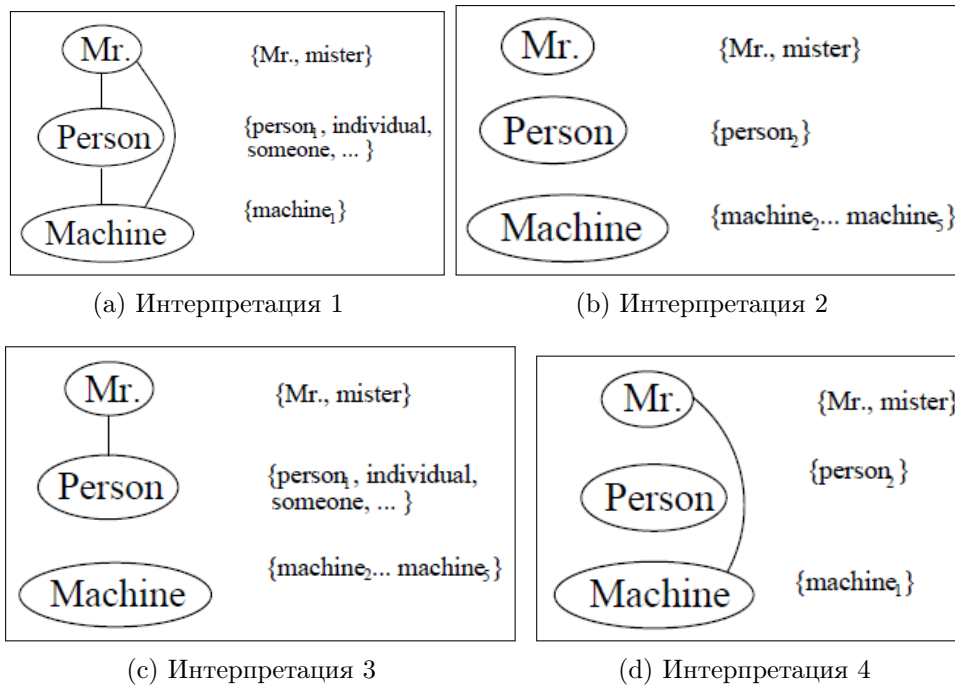 Mr.
{Mr., mister}
Person
{person₁, individual,
someone, ... }
Machine
{machine₁}
(a) Интерпретация 1
Mr.
{Mr., mister}
Person
{person₂}
Machine
{machine₂... machine₅}
(b) Интерпретация 2
Mr.
{Mr., mister}
Person
{person₁, individual,
someone, ... }
Machine
{machine₂... machine₅}
(c) Интерпретация 3
Mr.
{Mr., mister}
Person
{person₂}
Machine
{machine₁}
(d) Интерпретация 4